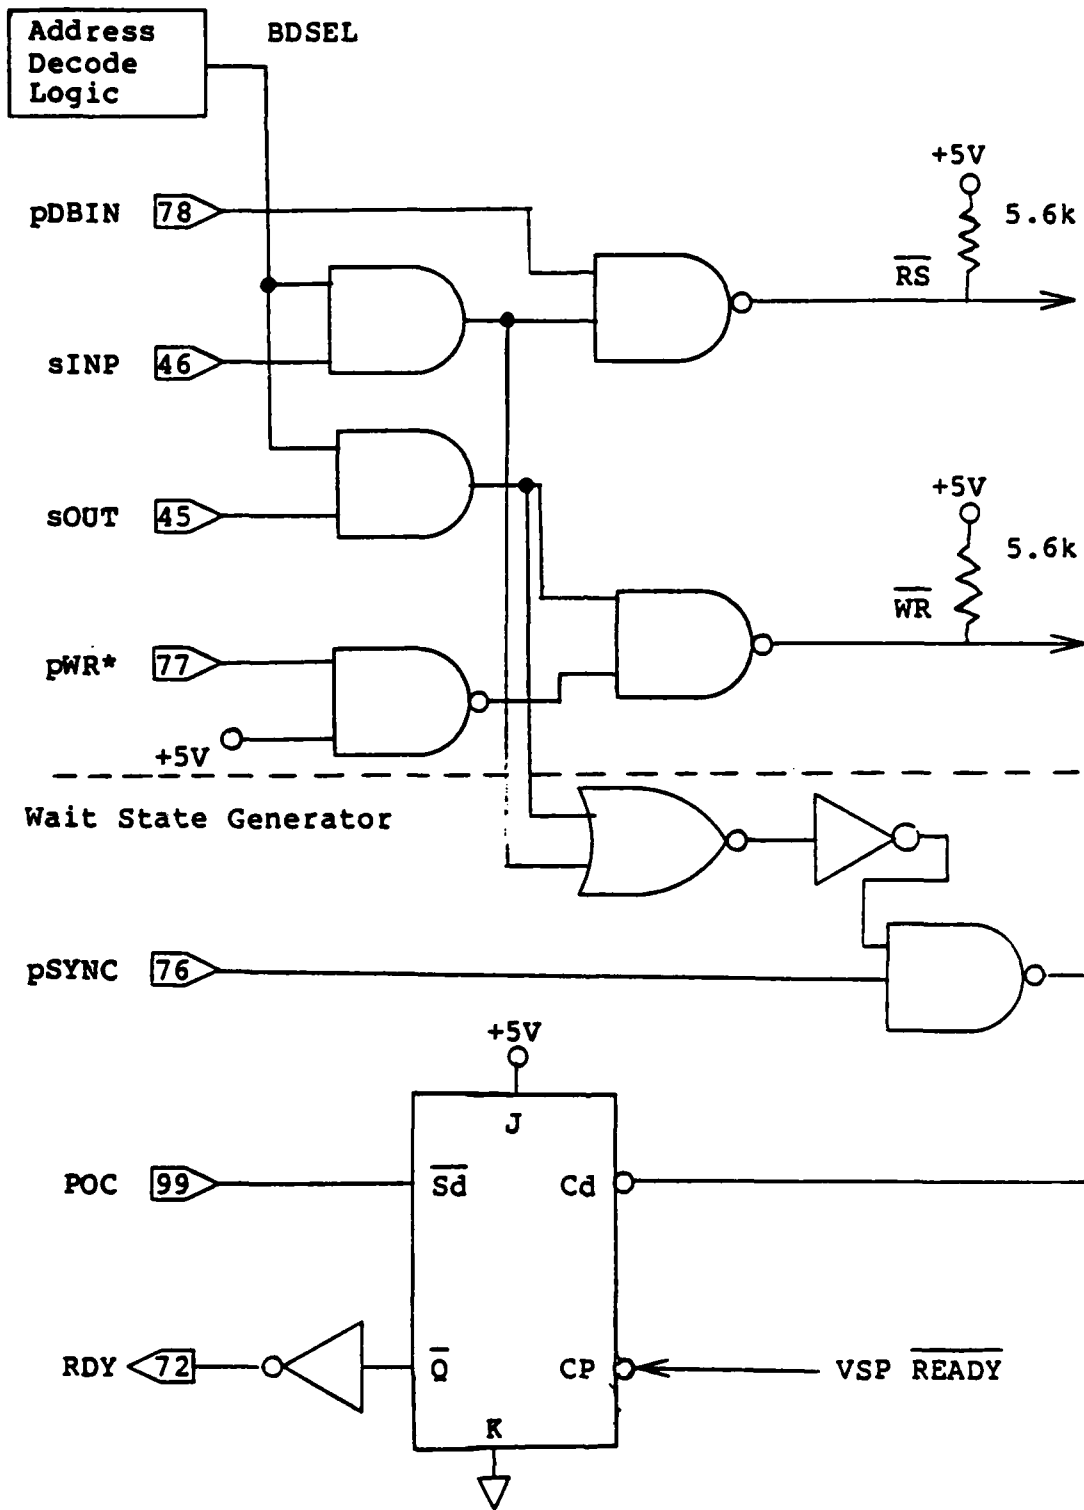 Address
Decode
Logic
BDSEL
+5V
5.6k
pDBIN 78
RS
sINP 46
+5V
5.6k
sOUT 45
WR
pWR* 77
+5V
Wait State Generator
pSYNC 76
+5V
J
POC 99
Sd
Cd
RDY 72
Q
CP
VSP READY
K